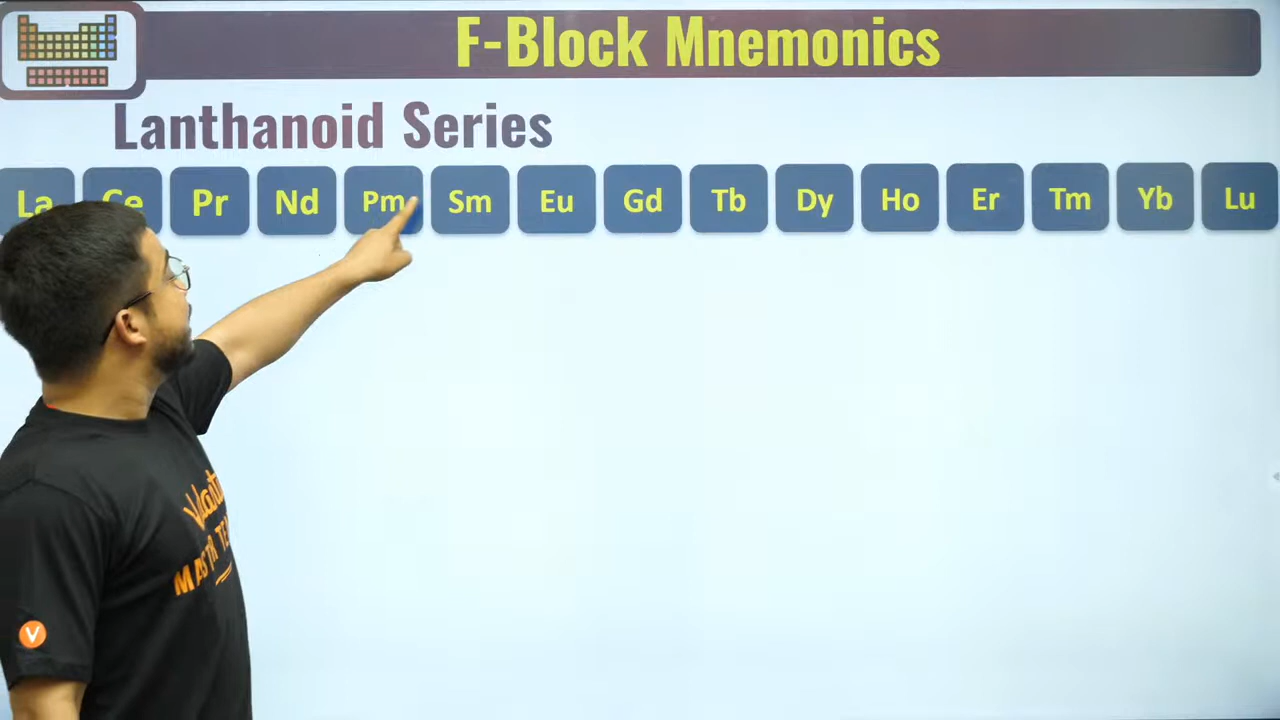 F-Block Mnemonics
Lanthanoid Series
La Ce Pr Nd Pm Sm Eu Gd Tb Dy Ho Er Tm Yb Lu
V